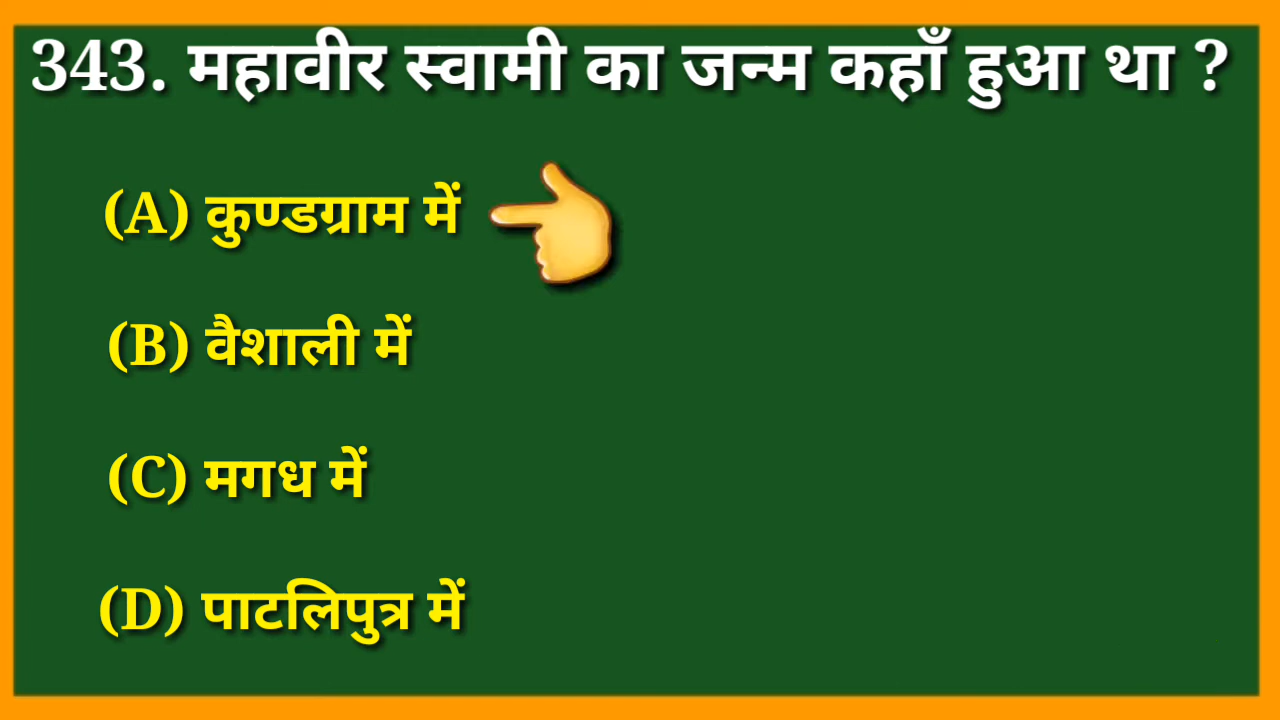 343. महावीर स्वामी का जन्म कहाँ हुआ था ?
(A) कुण्डग्राम में
(B) वैशाली में
(C) मगध में
(D) पाटलिपुत्र में